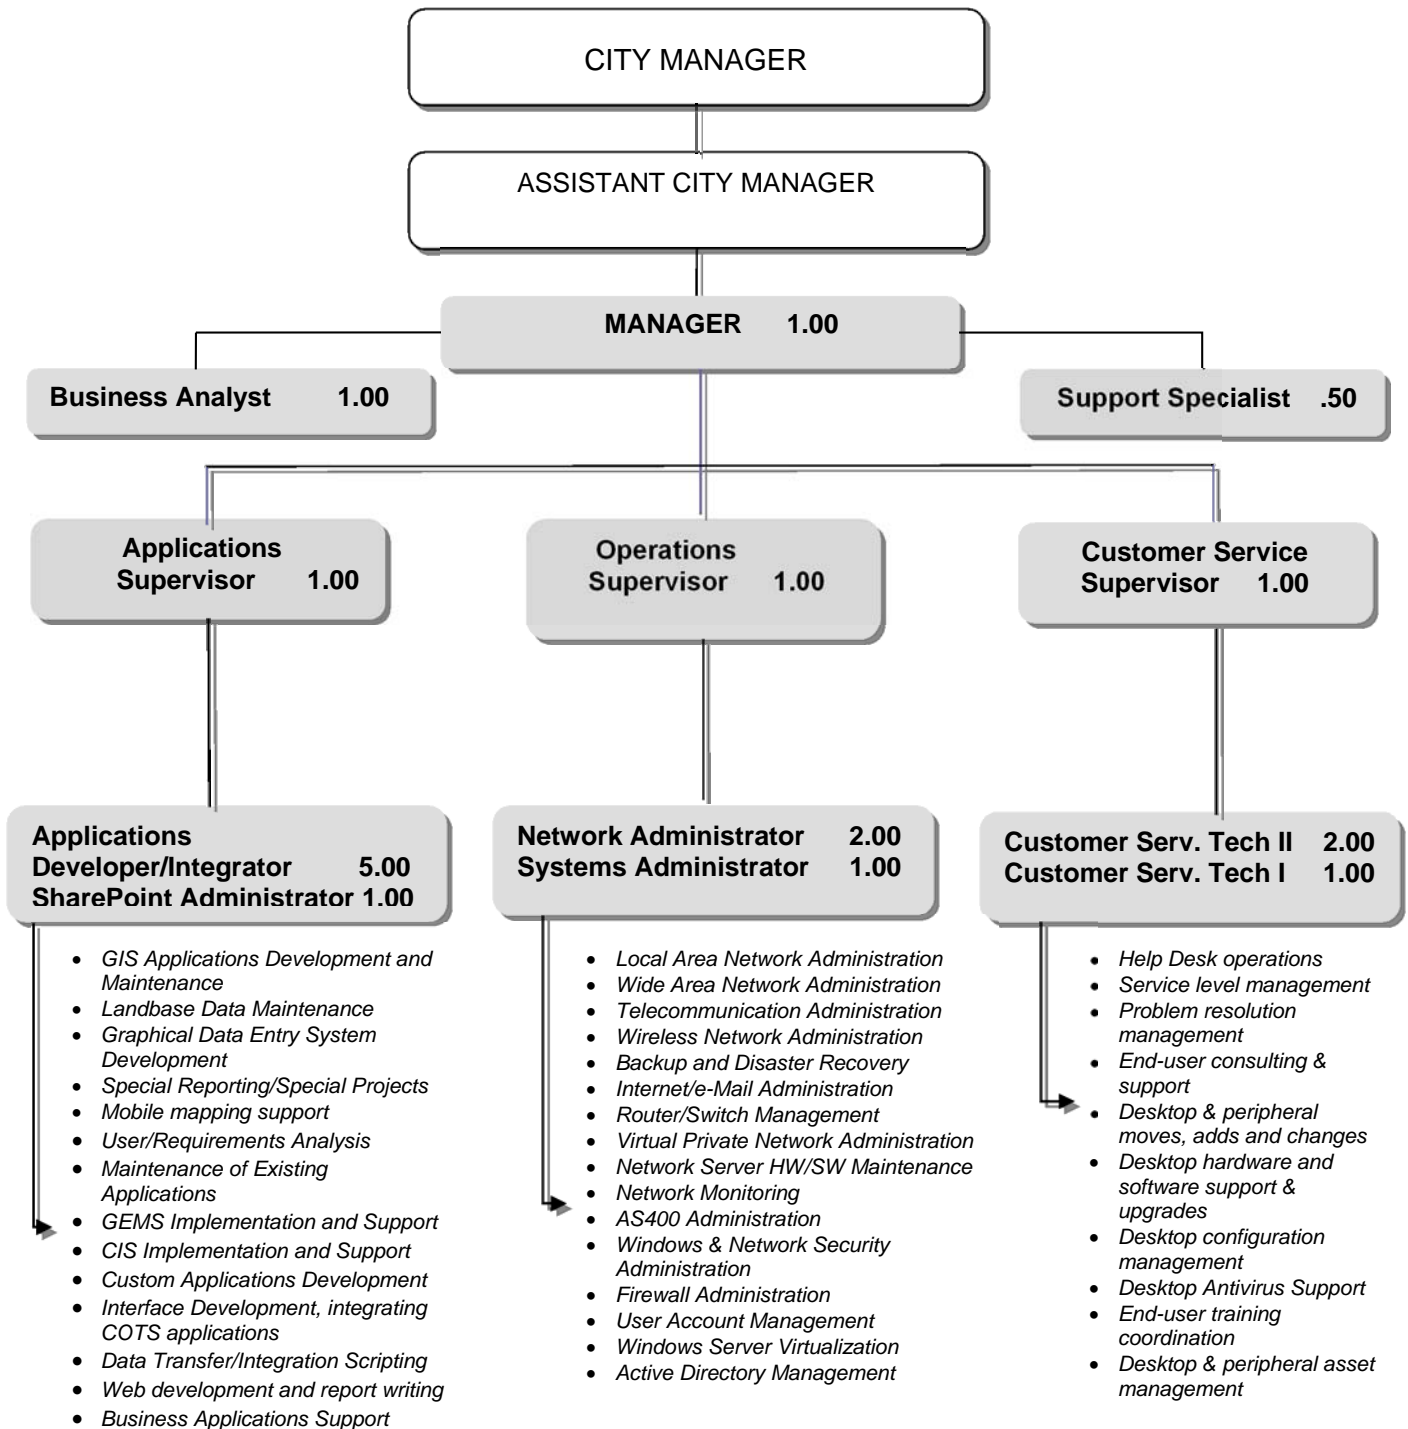 CITY MANAGER
ASSISTANT CITY MANAGER
MANAGER 1.00
Business Analyst 1.00
Support Specialist .50
Applications
Supervisor 1.00
Operations
Supervisor 1.00
Customer Service
Supervisor 1.00
Applications
Developer/Integrator 5.00
SharePoint Administrator 1.00
• GIS Applications Development and
Maintenance
• Landbase Data Maintenance
• Graphical Data Entry System
Development
• Special Reporting/Special Projects
• Mobile mapping support
• User/Requirements Analysis
• Maintenance of Existing
Applications
• GEMS Implementation and Support
• CIS Implementation and Support
• Custom Applications Development
• Interface Development, integrating
COTS applications
• Data Transfer/Integration Scripting
• Web development and report writing
• Business Applications Support
Network Administrator 2.00
Systems Administrator 1.00
• Local Area Network Administration
• Wide Area Network Administration
• Telecommunication Administration
• Wireless Network Administration
• Backup and Disaster Recovery
• Internet/e-Mail Administration
• Router/Switch Management
• Virtual Private Network Administration
• Network Server HW/SW Maintenance
• Network Monitoring
• AS400 Administration
• Windows & Network Security
Administration
• Firewall Administration
• User Account Management
• Windows Server Virtualization
• Active Directory Management
Customer Serv. Tech II 2.00
Customer Serv. Tech I 1.00
• Help Desk operations
• Service level management
• Problem resolution
management
• End-user consulting &
support
• Desktop & peripheral
moves, adds and changes
• Desktop hardware and
software support &
upgrades
• Desktop configuration
management
• Desktop Antivirus Support
• End-user training
coordination
• Desktop & peripheral asset
management